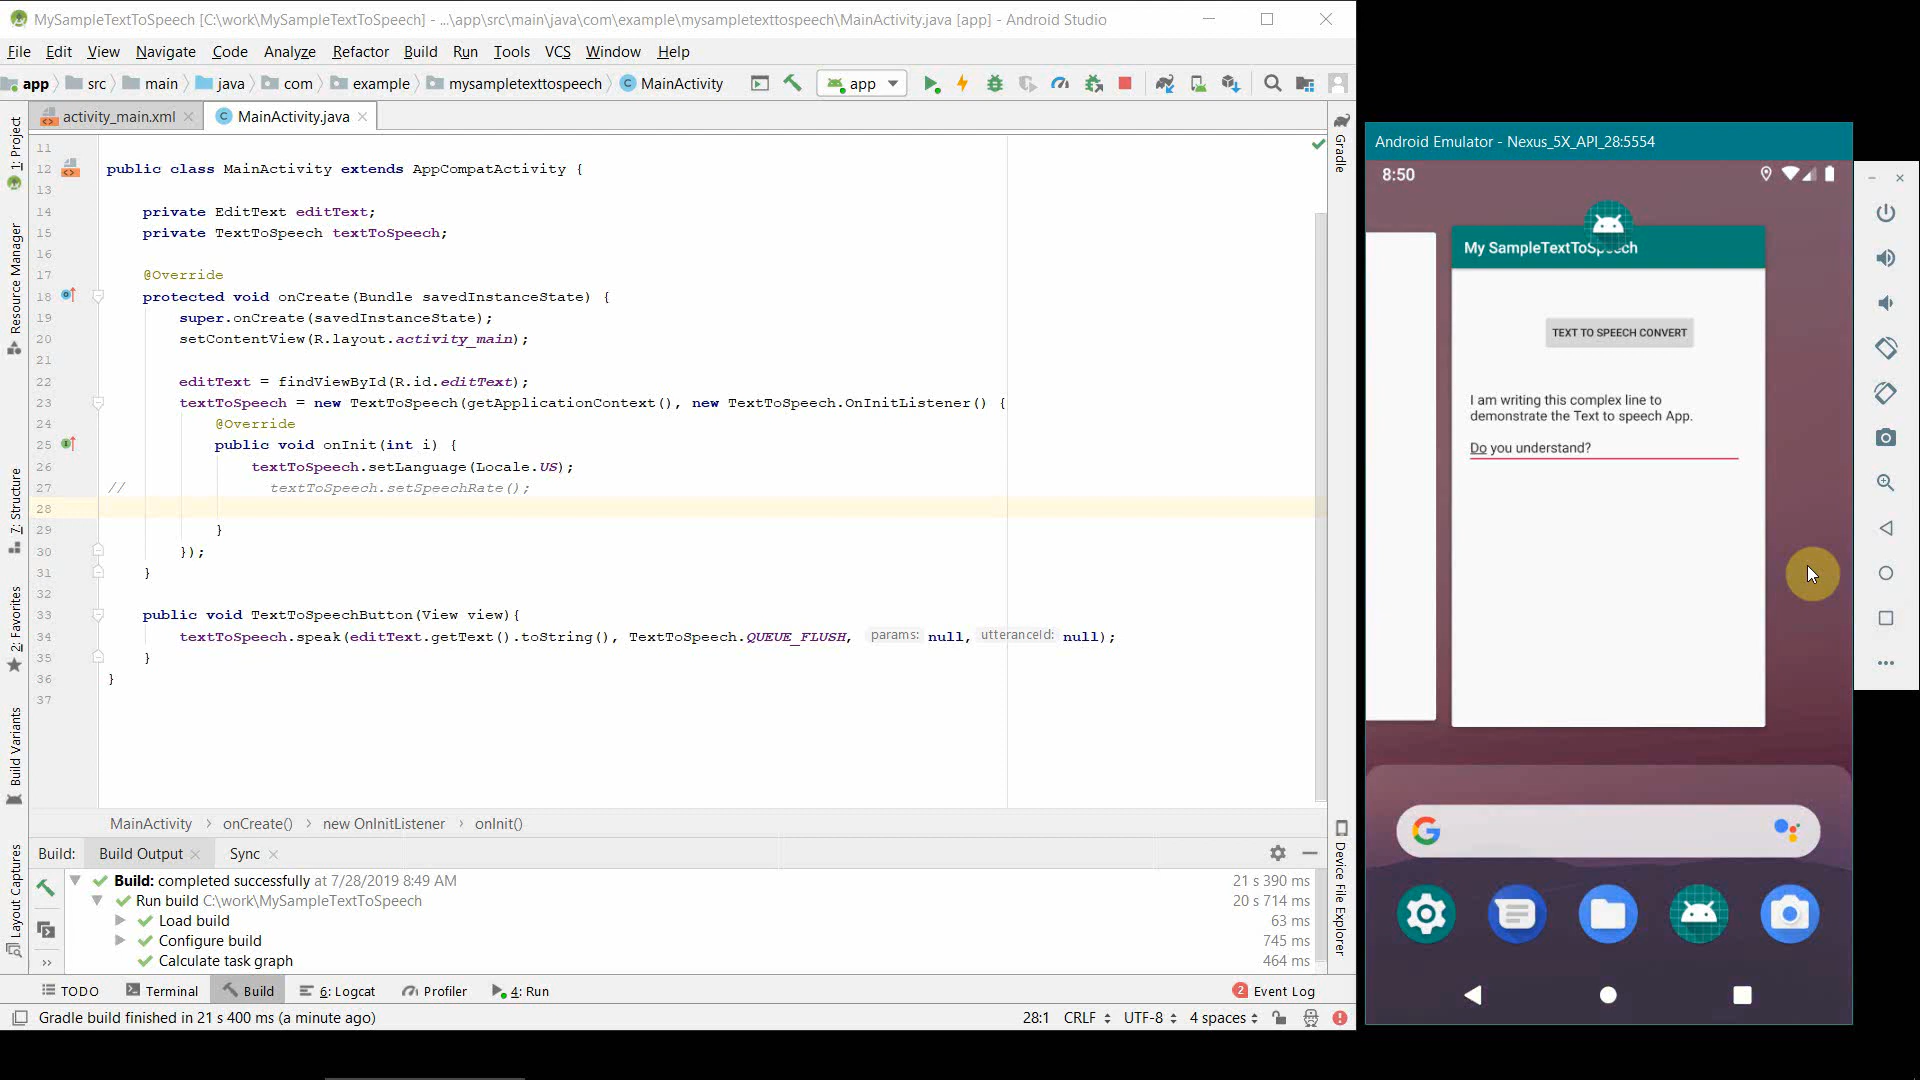 MySampleTextToSpeech [C:\work\MySampleTextToSpeech] - ...\app\src\main\java\com\example\mysampletexttospeech\MainActivity.java [app] - Android Studio
File Edit View Navigate Code Analyze Refactor Build Run Tools VCS Window Help
app src main java com example mysampletexttospeech MainActivity app
activity_main.xml MainActivity.java
1: Project
Resource Manager
7: Structure
2: Favorites
Build Variants
Layout Captures
11
12 public class MainActivity extends AppCompatActivity {
13
14 private EditText editText;
15 private TextToSpeech textToSpeech;
16
17 @Override
18 protected void onCreate(Bundle savedInstanceState) {
19 super.onCreate(savedInstanceState);
20 setContentView(R.layout.activity_main);
21
22 editText = findViewById(R.id.editText);
23 textToSpeech = new TextToSpeech(getApplicationContext(), new TextToSpeech.OnInitListener() {
24 @Override
25 public void onInit(int i) {
26 textToSpeech.setLanguage(Locale.US);
27 // textToSpeech.setSpeechRate();
28
29 }
30 });
31 }
32
33 public void TextToSpeechButton(View view){
34 textToSpeech.speak(editText.getText().toString(), TextToSpeech.QUEUE_FLUSH, params: null, utteranceId: null);
35 }
36 }
37
MainActivity > onCreate() > new OnInitListener > onInit()
Build: Build Output Sync
Build: completed successfully at 7/28/2019 8:49 AM 21 s 390 ms
Run build C:\work\MySampleTextToSpeech 20 s 714 ms
Load build 63 ms
Configure build 745 ms
Calculate task graph 464 ms
TODO Terminal Build 6: Logcat Profiler 4: Run 2 Event Log
Gradle build finished in 21 s 400 ms (a minute ago) 28:1 CRLF UTF-8 4 spaces
Gradle
Device File Explorer
Android Emulator - Nexus_5X_API_28:5554
8:50
My SampleTextToSpeech
TEXT TO SPEECH CONVERT
I am writing this complex line to
demonstrate the Text to speech App.
Do you understand?